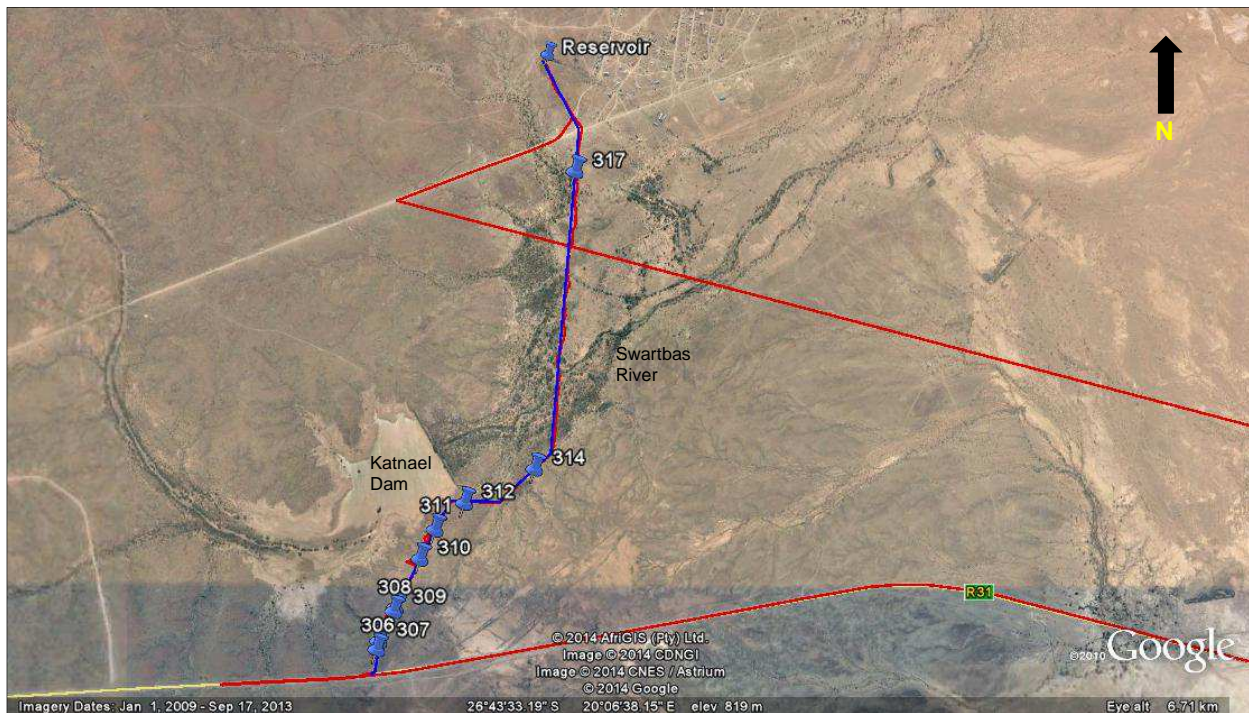 Reservoir
N
317
Swartbas
River
314
Katnael
Dam
312
311
310
308
309
306
307
R31
© 2014 AfriGIS (Pty) Ltd.
Image © 2014 CDNGI
Image © 2014 CNES / Astrium
© 2014 Google
©2010 Google
Imagery Dates: Jan 1, 2009 - Sep 17, 2013 26°43'33.19" S 20°06'38.15" E elev 819 m Eye alt 6.71 km